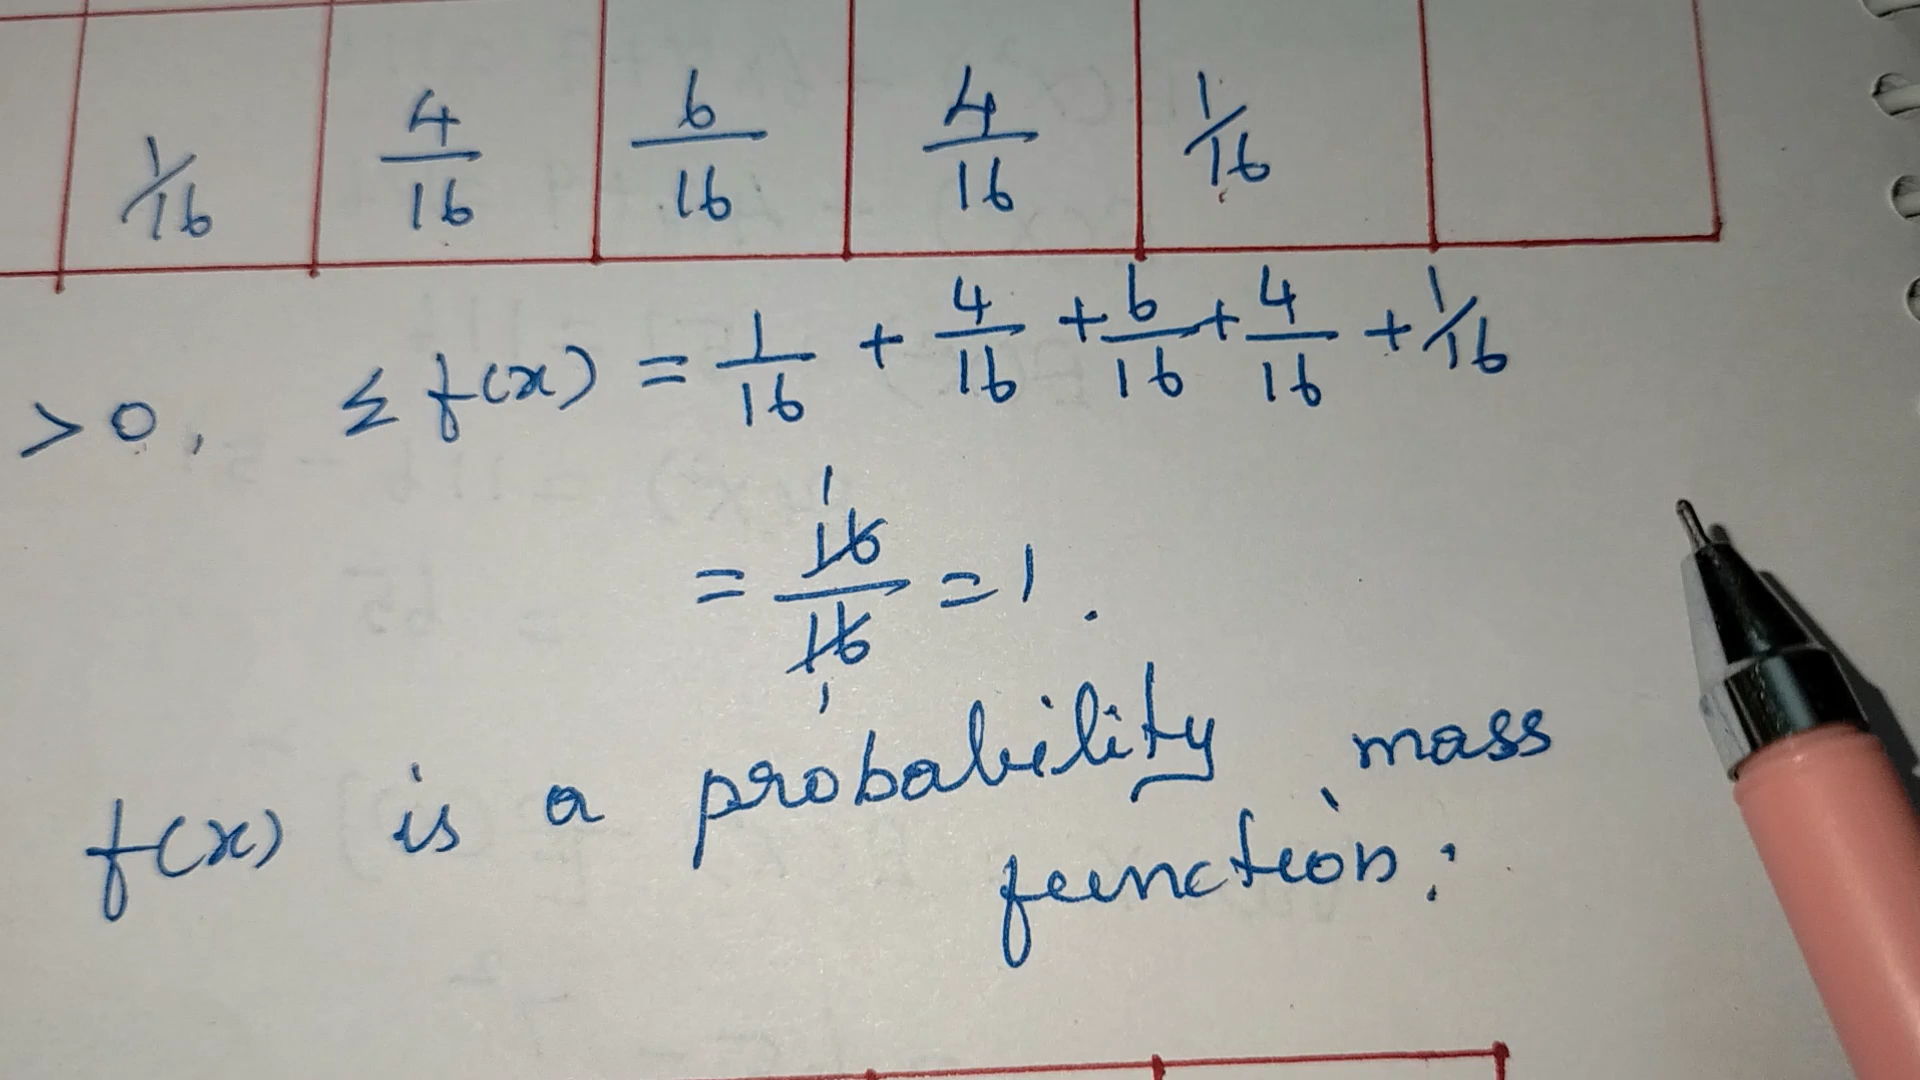 1/16 4/16 6/16 4/16 1/16
>0, Σf(x) = 1/16 + 4/16 + 6/16 + 4/16 + 1/16
= 16/16 = 1.
f(x) is a probability mass
function.